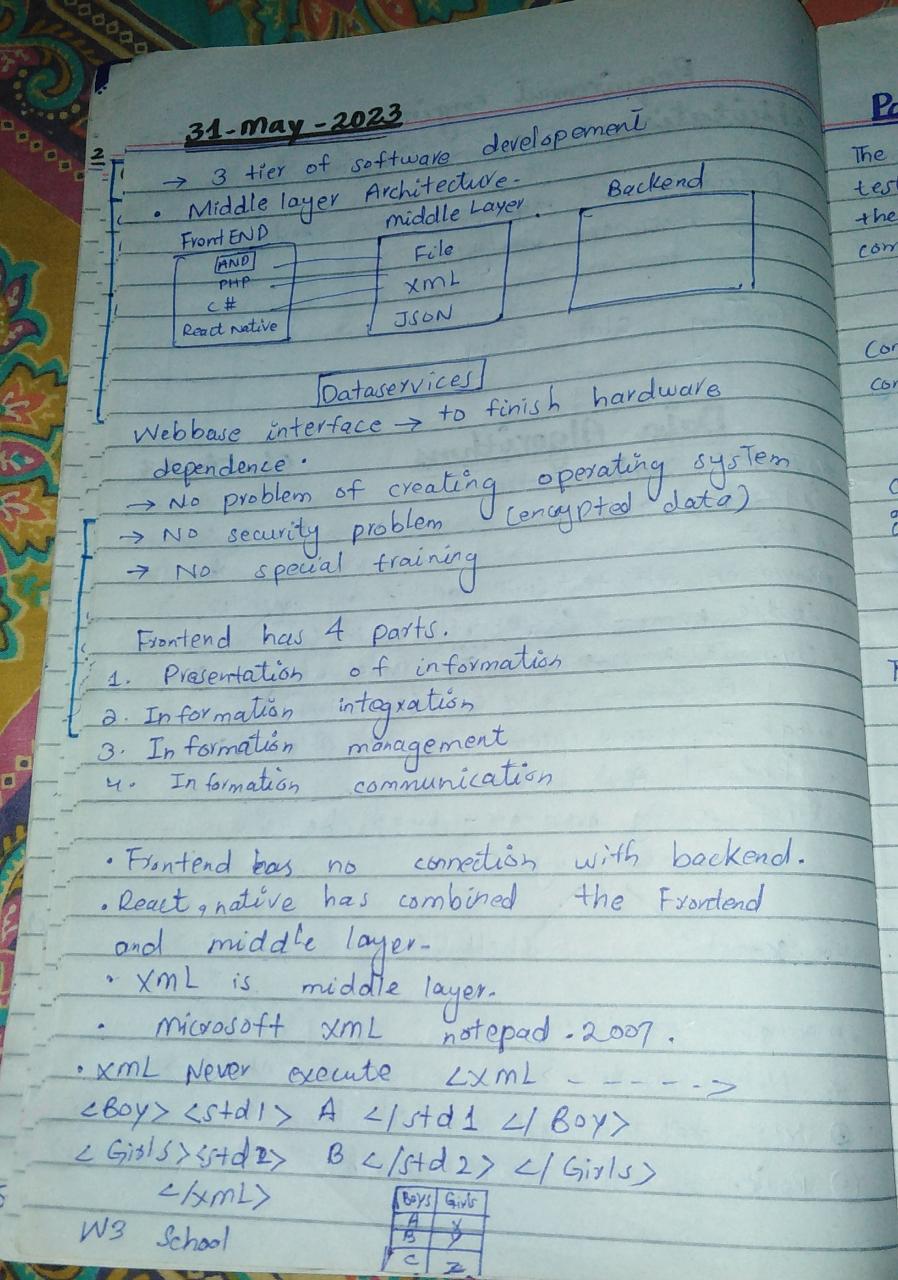 31-May-2023
2
→ 3 tier of software developement
• Middle layer Architecture.
Front END
middle Layer.
Backend
AND
PHP
C#
React Native
File
XML
JSON
Dataservices
Webbase interface → to finish hardware
dependence.
→ No problem of creating operating system
→ No security problem (encrypted data)
→ No special training
Frontend has 4 parts.
1. Presentation of information
2. Information integration
3. Information management
4. Information communication
• Frontend has no connection with backend.
• React, native has combined the Frontend
and middle layer-
• XML is middle layer.
• Microsoft XML notepad . 2007.
• XML Never execute <XML - - - - - ->
<Boy> <std1> A </std1 </Boy>
<Girls> <std2> B </std2> </Girls>
</XML>
Boys Girls
A X
B Y
C Z
W3 School
Po
The
tes
the
com
Cor
cor